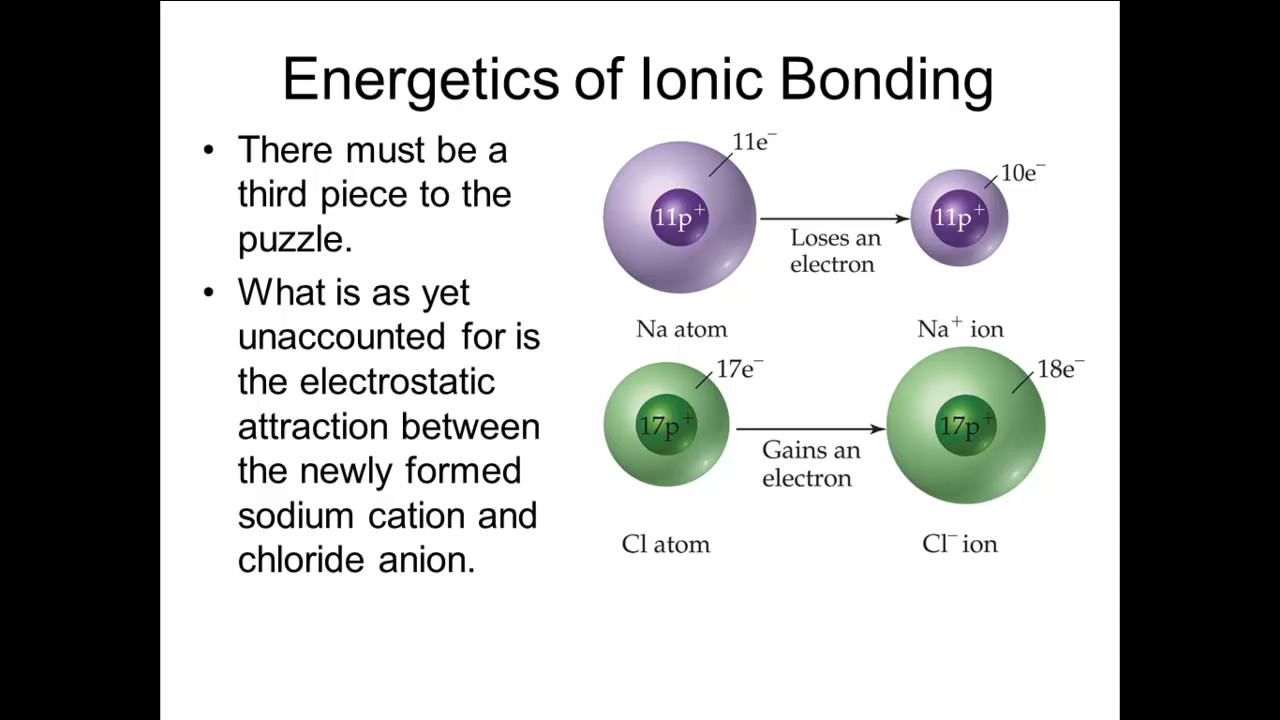 Energetics of Ionic Bonding
• There must be a
third piece to the
puzzle.
• What is as yet
unaccounted for is
the electrostatic
attraction between
the newly formed
sodium cation and
chloride anion.
11e⁻
11p⁺
Loses an
electron
10e⁻
11p⁺
Na atom
Na⁺ ion
17e⁻
17p⁺
Gains an
electron
18e⁻
17p⁺
Cl atom
Cl⁻ ion